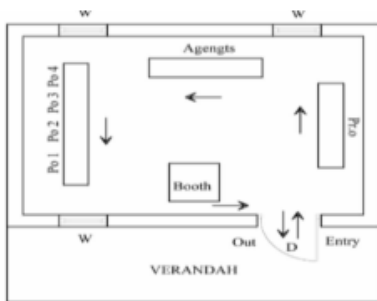 W W
Agengts
Po 1 Po 2 Po 3 Po 4
Pr.o
Booth
W Out D Entry
VERANDAH